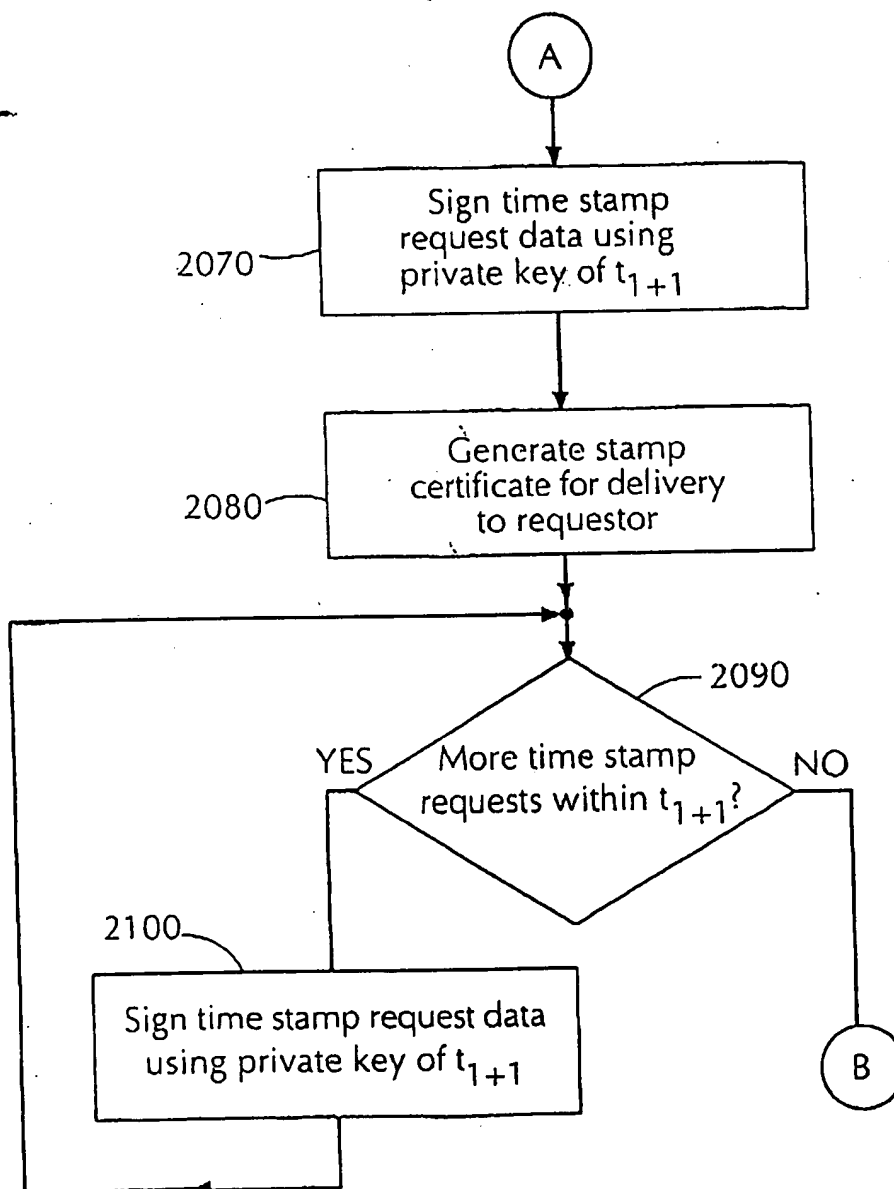 A
Sign time stamp
request data using
private key of t1+1
2070
Generate stamp
certificate for delivery
to requestor
2080
2090
YES
More time stamp
requests within t1+1?
NO
2100
Sign time stamp request data
using private key of t1+1
B